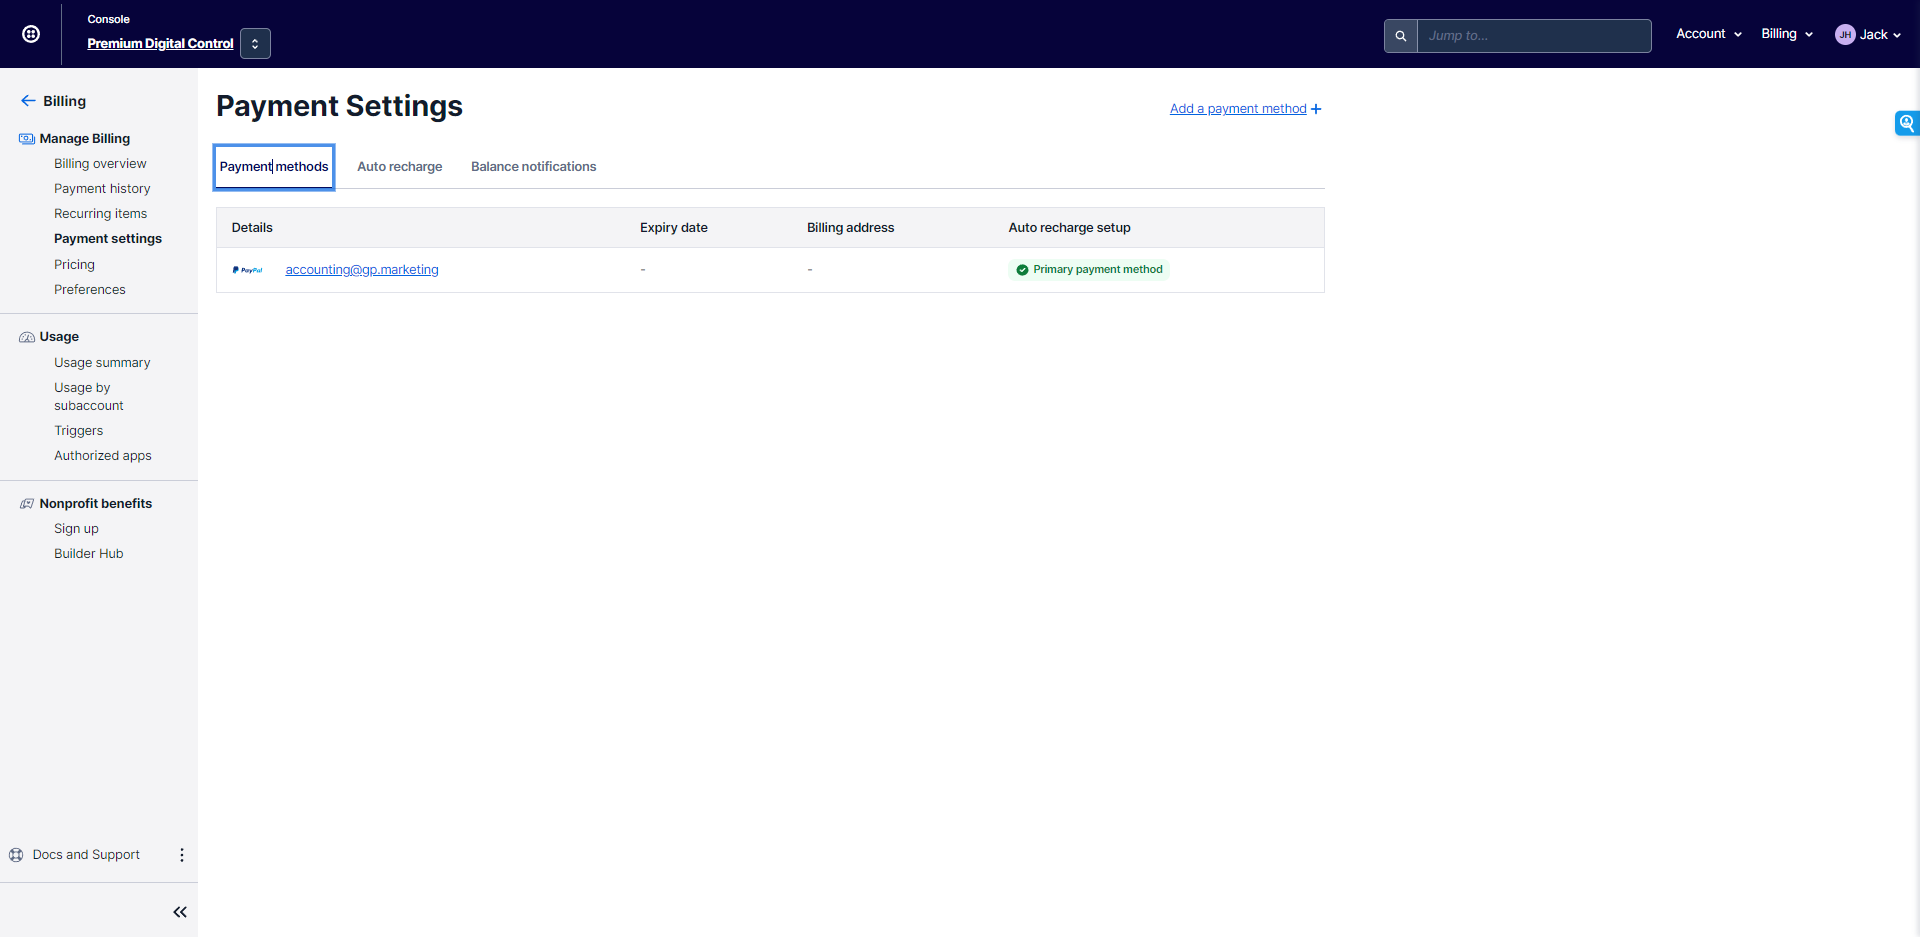 Console
Premium Digital Control
Jump to...
Account
Billing
JH
Jack
Billing
Manage Billing
Billing overview
Payment history
Recurring items
Payment settings
Pricing
Preferences
Usage
Usage summary
Usage by
subaccount
Triggers
Authorized apps
Nonprofit benefits
Sign up
Builder Hub
Docs and Support
Payment Settings
Add a payment method +
Payment methods
Auto recharge
Balance notifications
Details Expiry date Billing address Auto recharge setup
PayPal accounting@gp.marketing - - Primary payment method